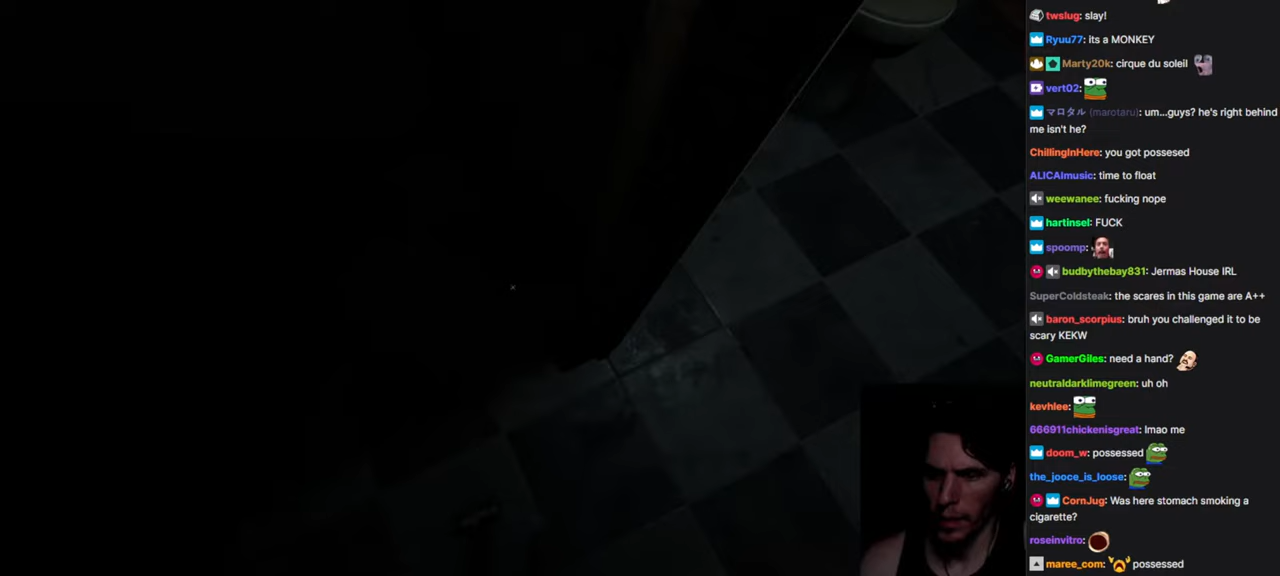 twslug: slay!
Ryuu77: its a MONKEY
Marty20k: cirque du soleil
vert02:
マロタル (marotaru): um...guys? he's right behind
me isn't he?
ChillingInHere: you got possesed
ALICAImusic: time to float
weewanee: fucking nope
hartinsel: FUCK
spoomp:
budbythebay831: Jermas House IRL
SuperColdsteak: the scares in this game are A++
baron_scorpius: bruh you challenged it to be
scary KEKW
GamerGiles: need a hand?
neutraldarklimegreen: uh oh
kevhlee:
666911chickenisgreat: lmao me
doom_w: possessed
the_jooce_is_loose:
CornJug: Was here stomach smoking a
cigarette?
roseinvitro:
maree_com: possessed